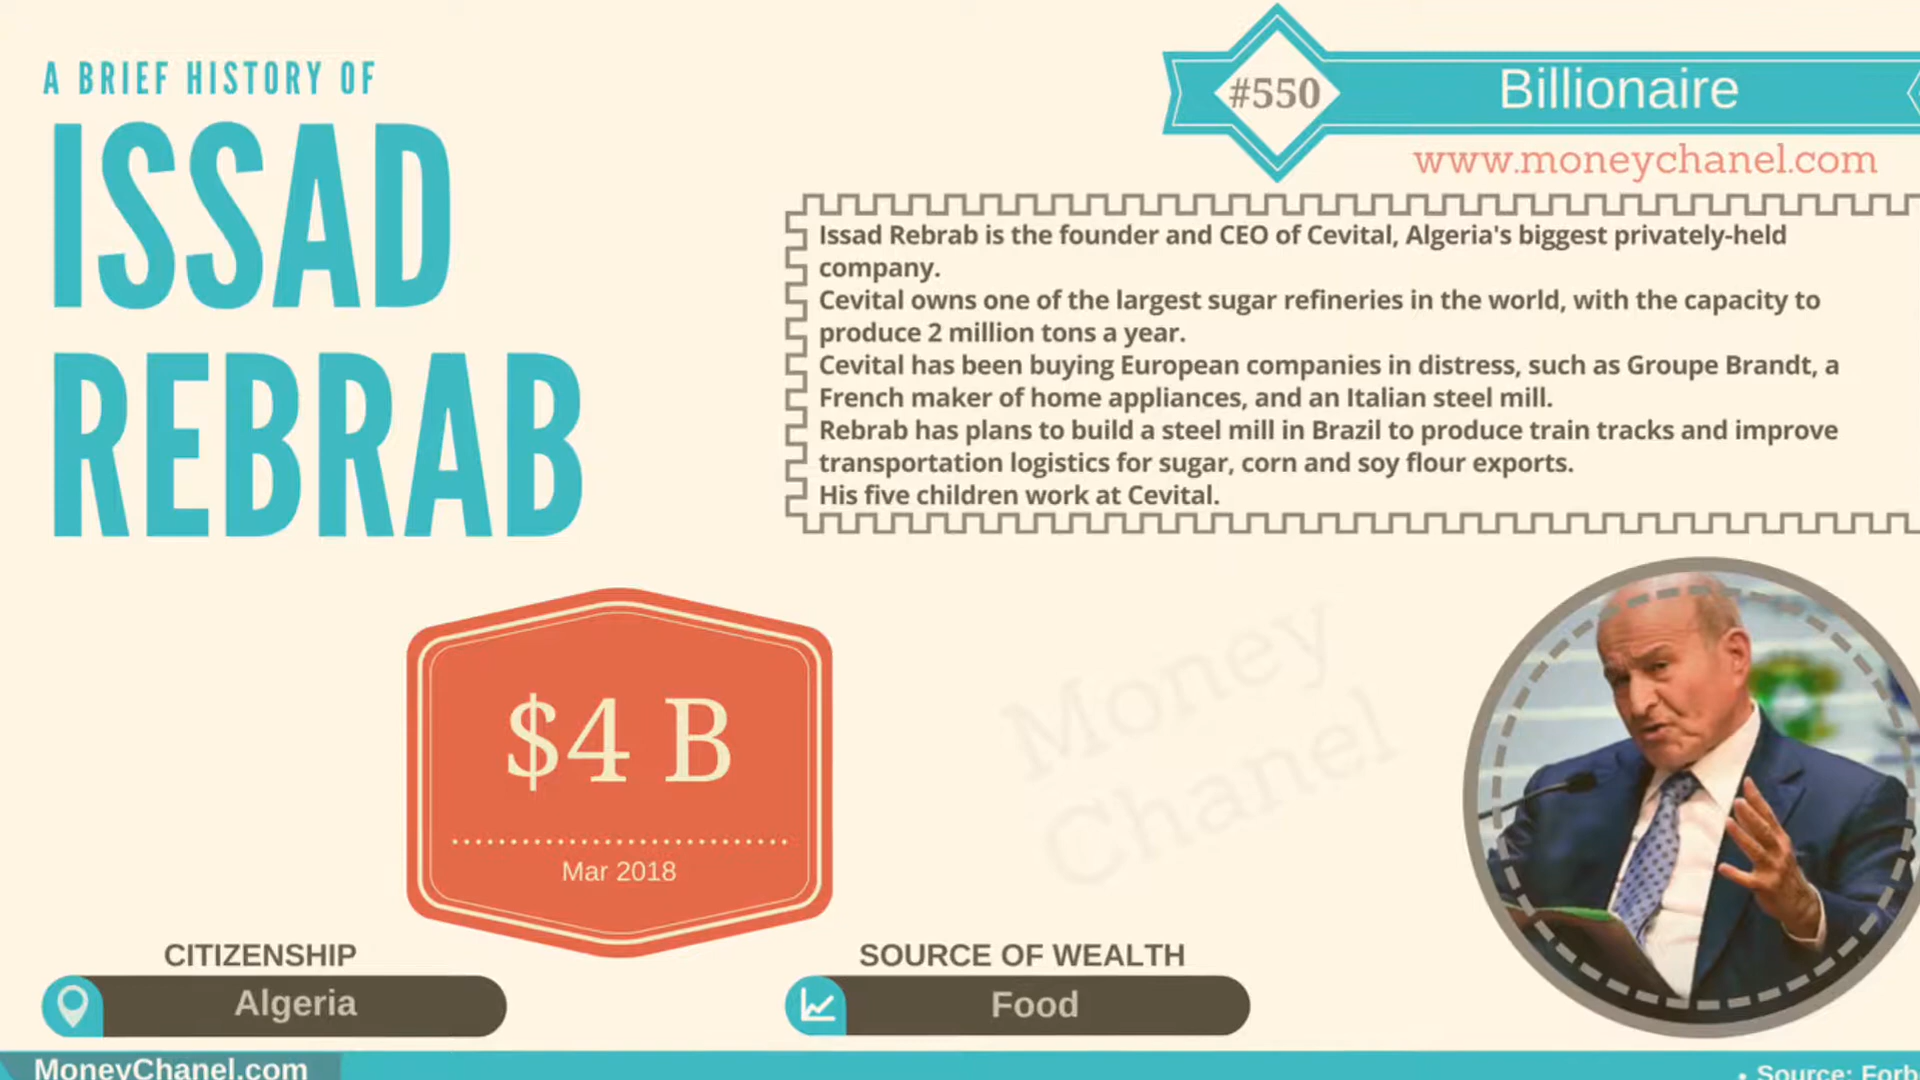 A BRIEF HISTORY OF
ISSAD
REBRAB
#550
Billionaire
www.moneychanel.com
Issad Rebrab is the founder and CEO of Cevital, Algeria's biggest privately-held
company.
Cevital owns one of the largest sugar refineries in the world, with the capacity to
produce 2 million tons a year.
Cevital has been buying European companies in distress, such as Groupe Brandt, a
French maker of home appliances, and an Italian steel mill.
Rebrab has plans to build a steel mill in Brazil to produce train tracks and improve
transportation logistics for sugar, corn and soy flour exports.
His five children work at Cevital.
$4 B
Mar 2018
Money
Chanel
CITIZENSHIP
Algeria
SOURCE OF WEALTH
Food
MoneyChanel.com
• Source: Forb